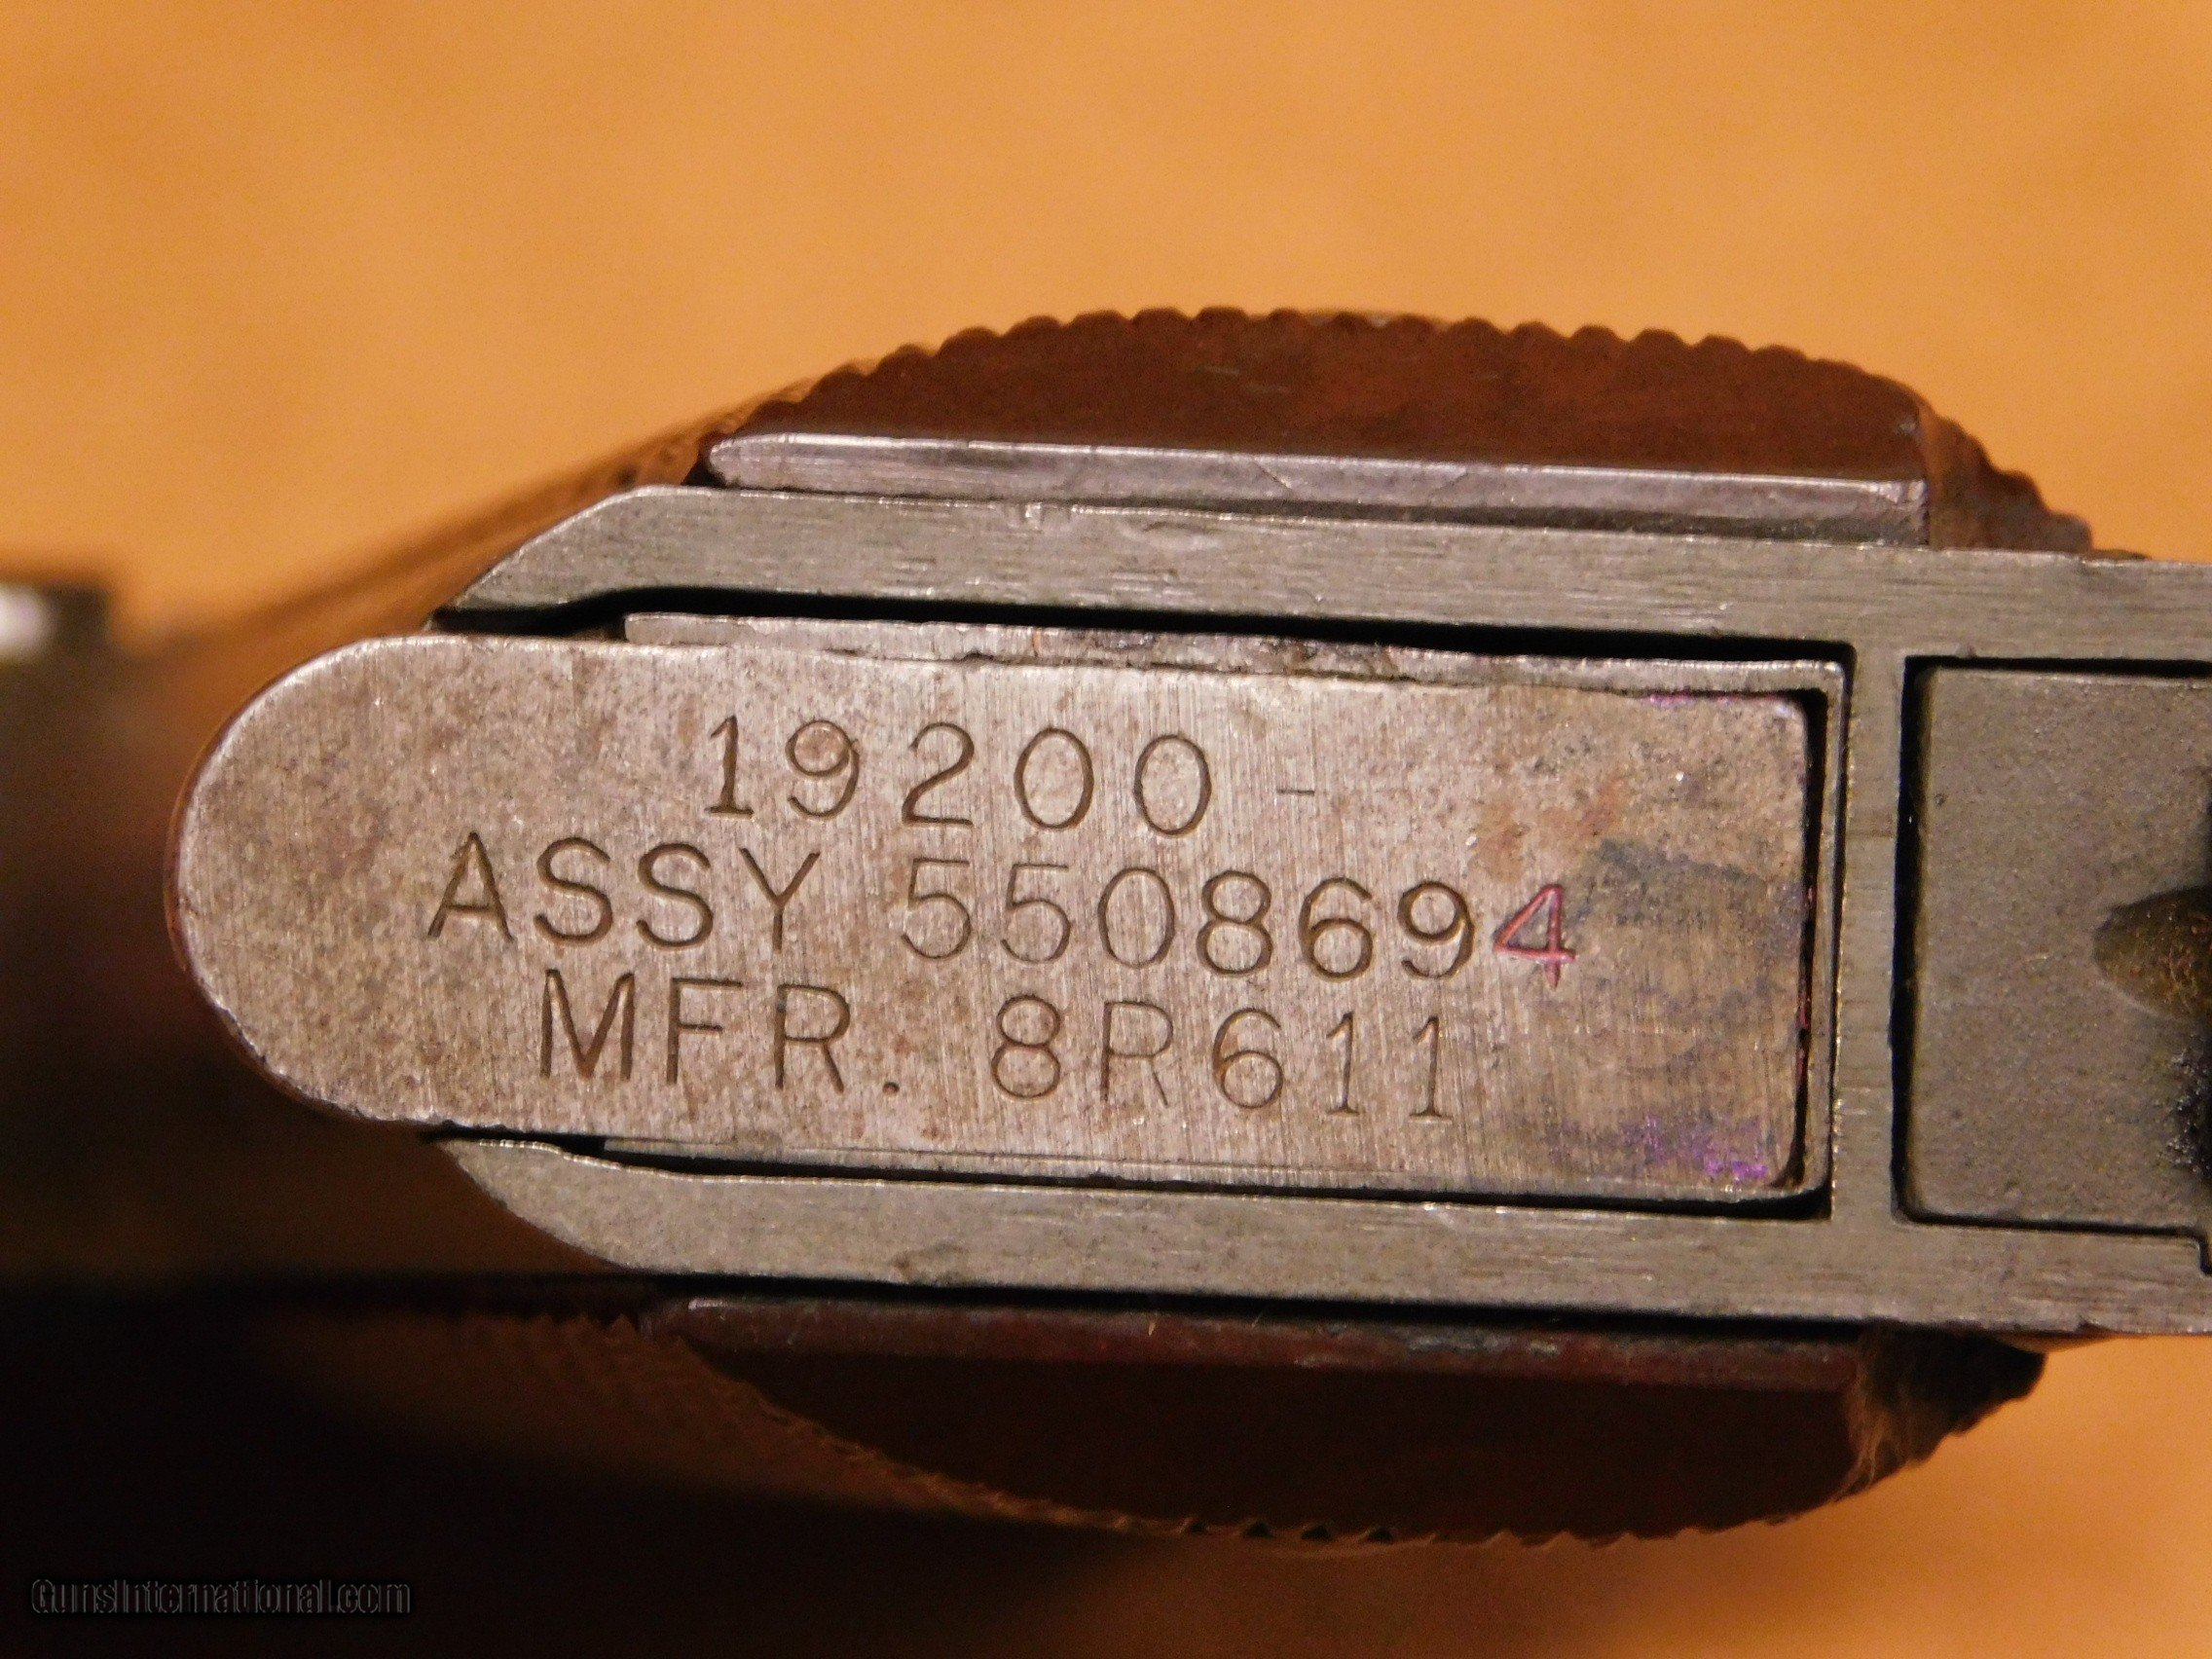 19200-
ASSY 5508694
MFR. 8R611
GunsInternational.com